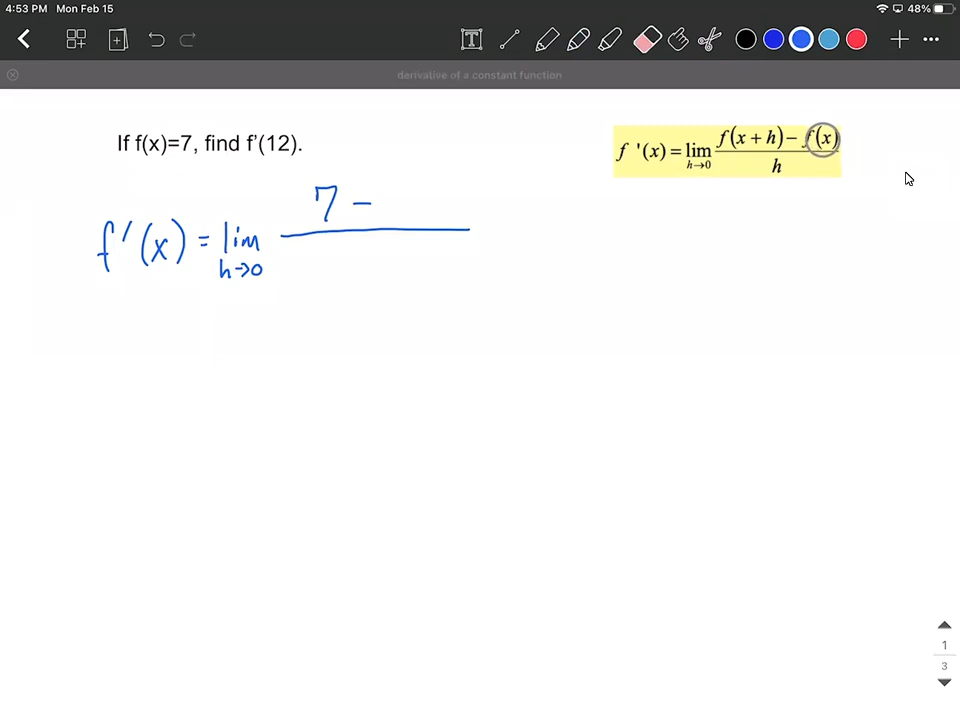 4:53 PM Mon Feb 15 48%
derivative of a constant function
If f(x)=7, find f'(12).
f '(x) = lim h→0 f(x + h) − f(x) / h
f'(x) = lim h→0 7 −
1
3